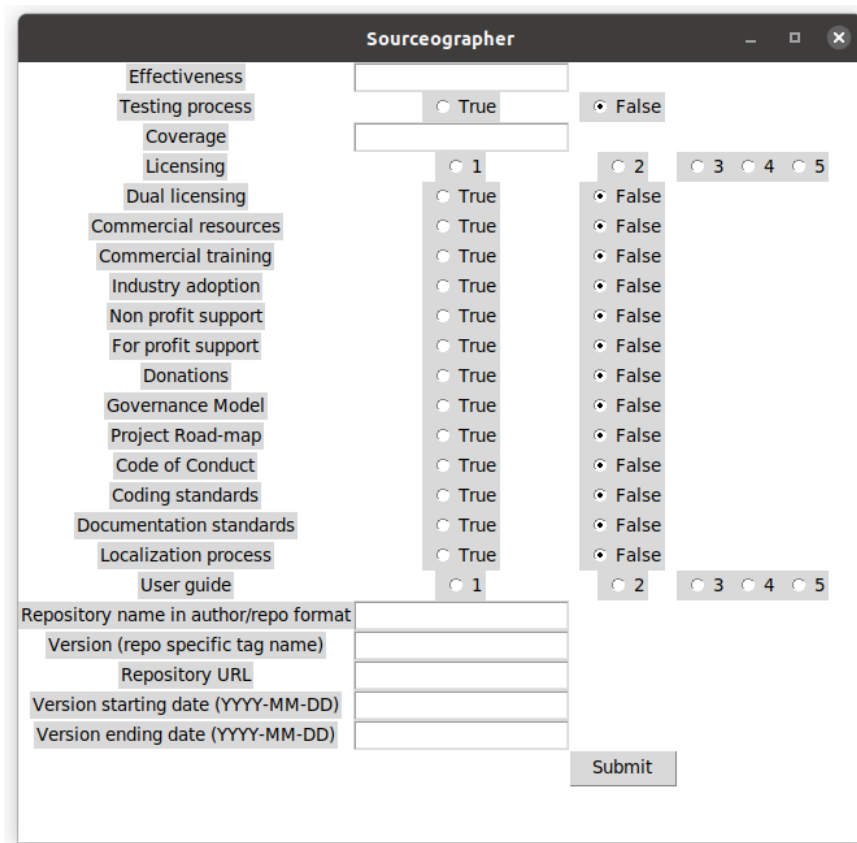 Sourceographer
Effectiveness
Testing process True False
Coverage
Licensing 1 2 3 4 5
Dual licensing True False
Commercial resources True False
Commercial training True False
Industry adoption True False
Non profit support True False
For profit support True False
Donations True False
Governance Model True False
Project Road-map True False
Code of Conduct True False
Coding standards True False
Documentation standards True False
Localization process True False
User guide 1 2 3 4 5
Repository name in author/repo format
Version (repo specific tag name)
Repository URL
Version starting date (YYYY-MM-DD)
Version ending date (YYYY-MM-DD)
Submit